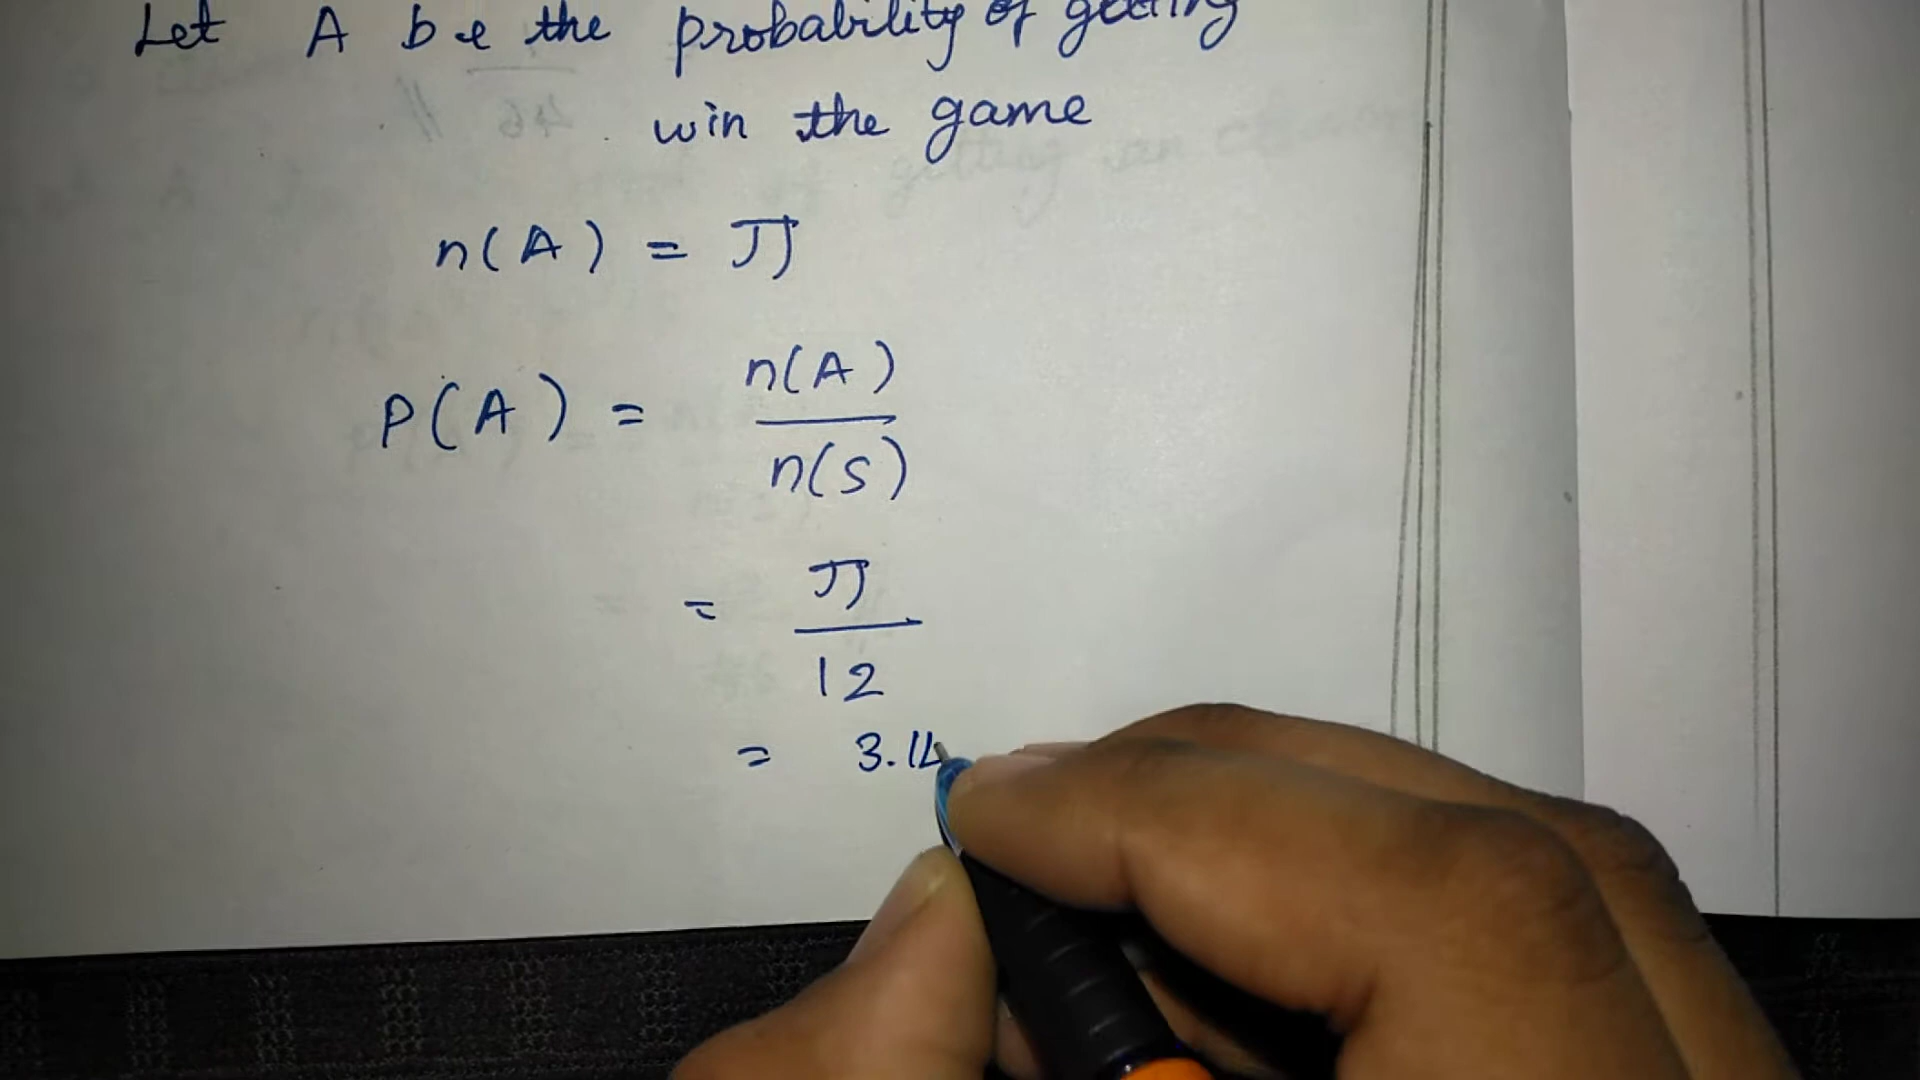 Let A be the probability of getting
win the game
n(A) = π
P(A) = n(A) / n(S)
= π / 12
= 3.14